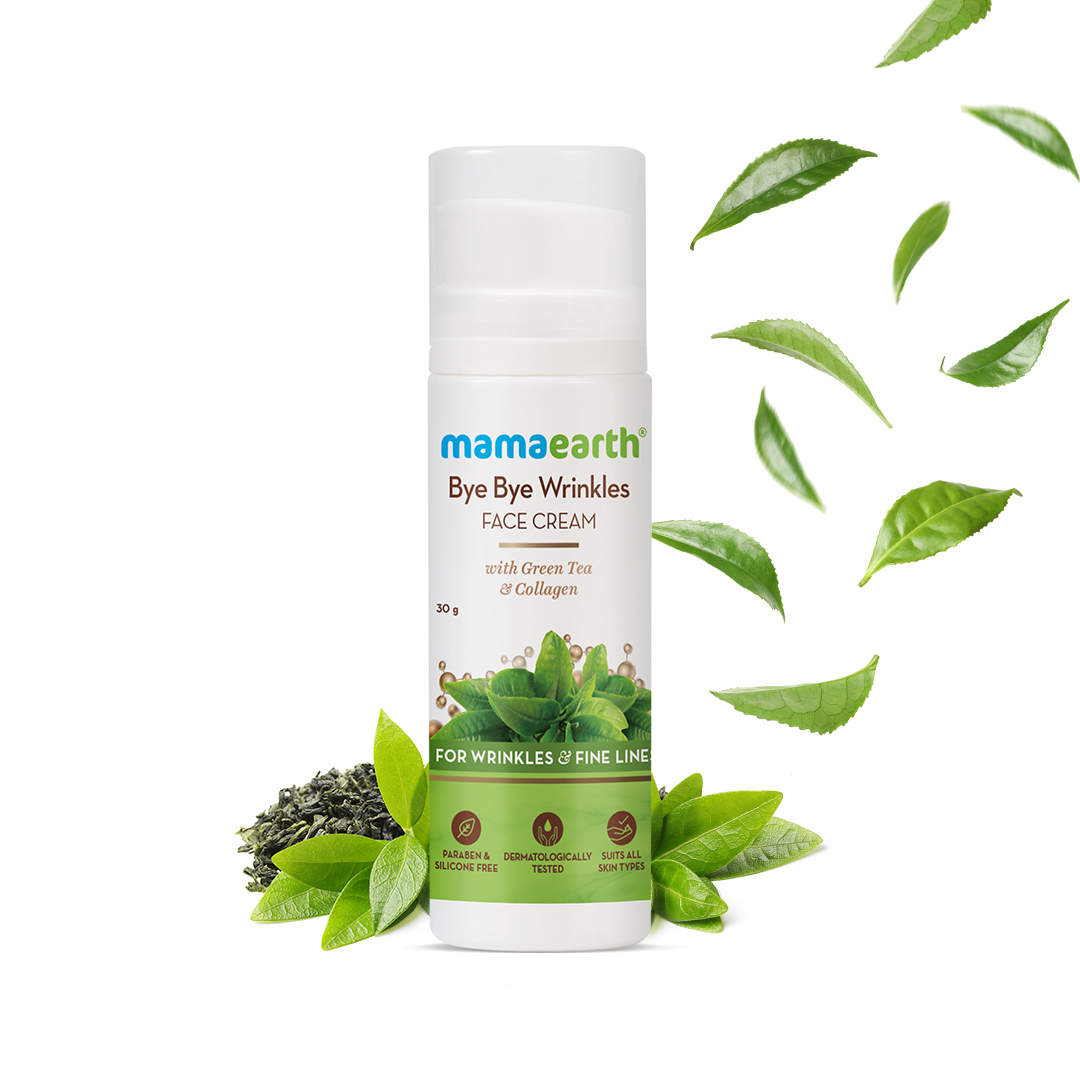 mamaearth®
Bye Bye Wrinkles
FACE CREAM
with Green Tea
& Collagen
30 g
FOR WRINKLES & FINE LINES
PARABEN &
SILICONE FREE
DERMATOLOGICALLY
TESTED
SUITS ALL
SKIN TYPES